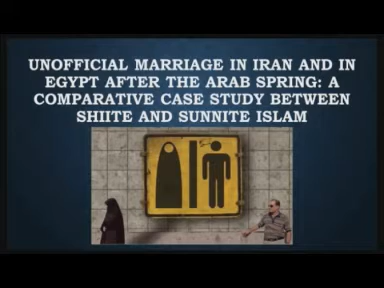 UNOFFICIAL MARRIAGE IN IRAN AND IN
EGYPT AFTER THE ARAB SPRING: A
COMPARATIVE CASE STUDY BETWEEN
SHIITE AND SUNNITE ISLAM